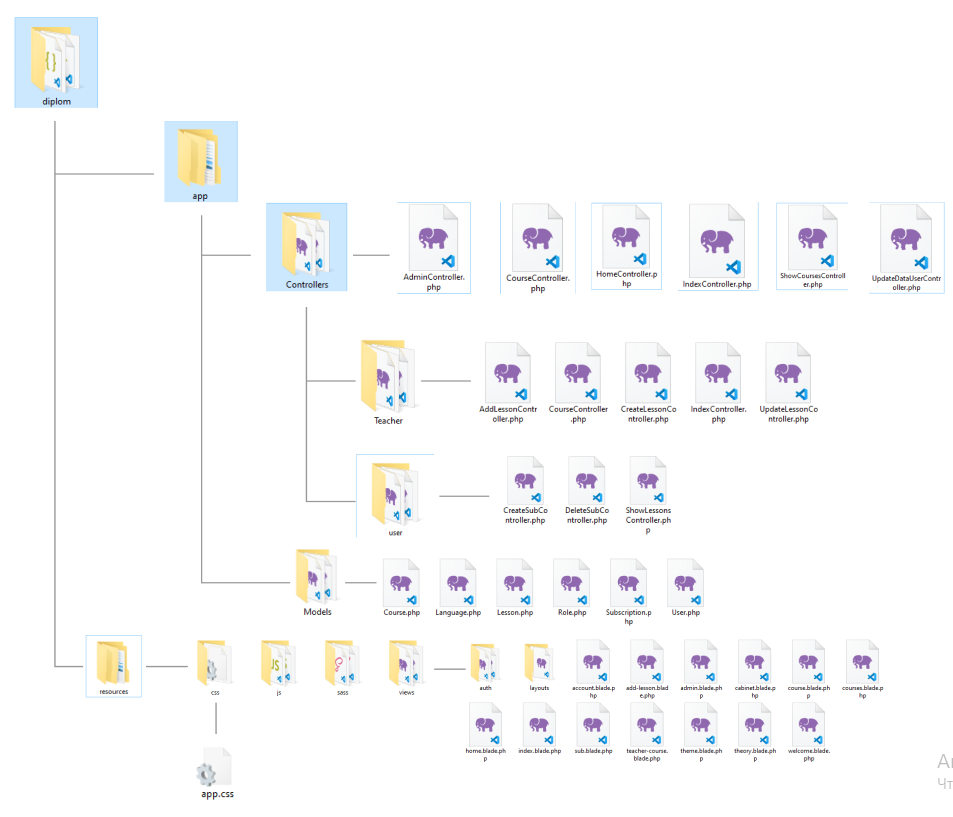 diplom
app
Controllers
AdminController.
php
CourseController.
php
HomeController.p
hp
IndexController.php
ShowCoursesControll
er.php
UpdateDataUserContr
oller.php
Teacher
AddLessonContr
oller.php
CourseController
.php
CreateLessonCo
ntroller.php
IndexController.
php
UpdateLessonCo
ntroller.php
user
CreateSubCo
ntroller.php
DeleteSubCo
ntroller.php
ShowLessons
Controller.ph
p
Models
Course.php
Language.php
Lesson.php
Role.php
Subscription.p
hp
User.php
resources
css
js
sass
views
auth
layouts
account.blade.p
hp
add-lesson.blad
e.php
admin.blade.ph
p
cabinet.blade.p
hp
course.blade.ph
p
courses.blade.p
hp
home.blade.ph
p
index.blade.php
sub.blade.php
teacher-course.
blade.php
theme.blade.ph
p
theory.blade.ph
p
welcome.blade.
php
app.css